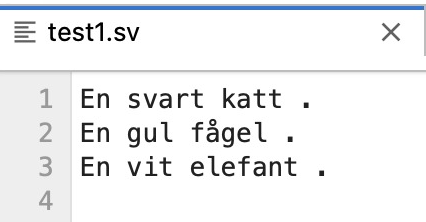 test1.sv
1 En svart katt .
2 En gul fågel .
3 En vit elefant .
4